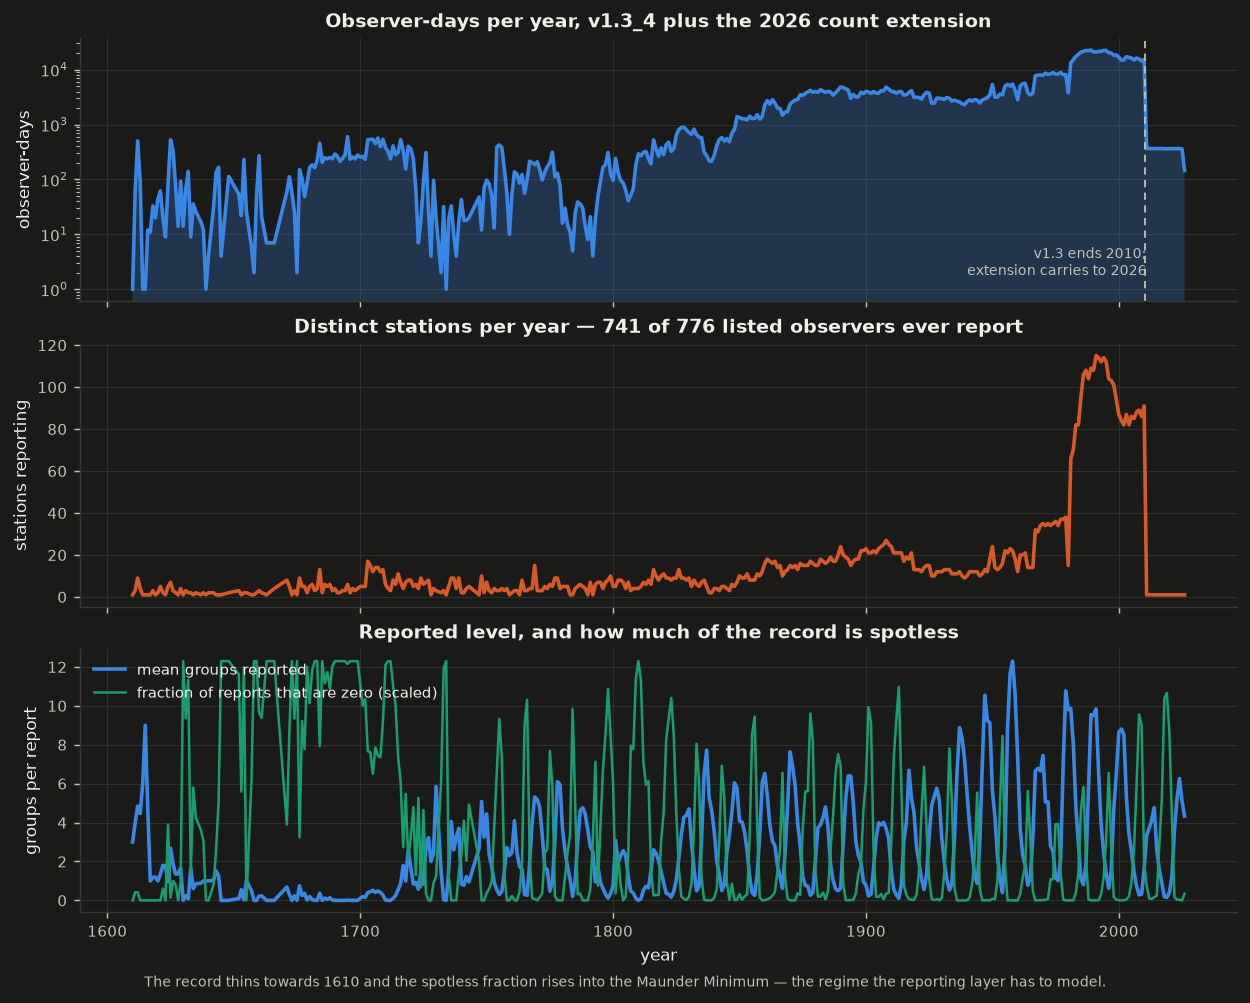 Observer-days per year, v1.3_4 plus the 2026 count extension
10⁴
10³
10²
10¹
10⁰
observer-days
v1.3 ends 2010;
extension carries to 2026
Distinct stations per year — 741 of 776 listed observers ever report
120
100
80
60
40
20
0
stations reporting
Reported level, and how much of the record is spotless
mean groups reported
fraction of reports that are zero (scaled)
12
10
8
6
4
2
0
groups per report
1600 1700 1800 1900 2000
year
The record thins towards 1610 and the spotless fraction rises into the Maunder Minimum — the regime the reporting layer has to model.